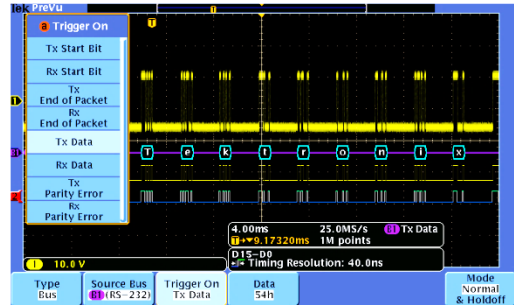 Tek PreVu
T
a Trigger On
Tx Start Bit
Rx Start Bit
Tx
End of Packet
Rx
End of Packet
Tx Data
Rx Data
Tx
Parity Error
Rx
Parity Error
T
1
B1
2
T e k t r o n i x
4.00ms 25.0MS/s B1 Tx Data
T→▼9.17320ms 1M points
D15-D0
Timing Resolution: 40.0ns
1 10.0 V
Type
Bus
Source Bus
B1 (RS-232)
Trigger On
Tx Data
Data
54h
Mode
Normal
& Holdoff